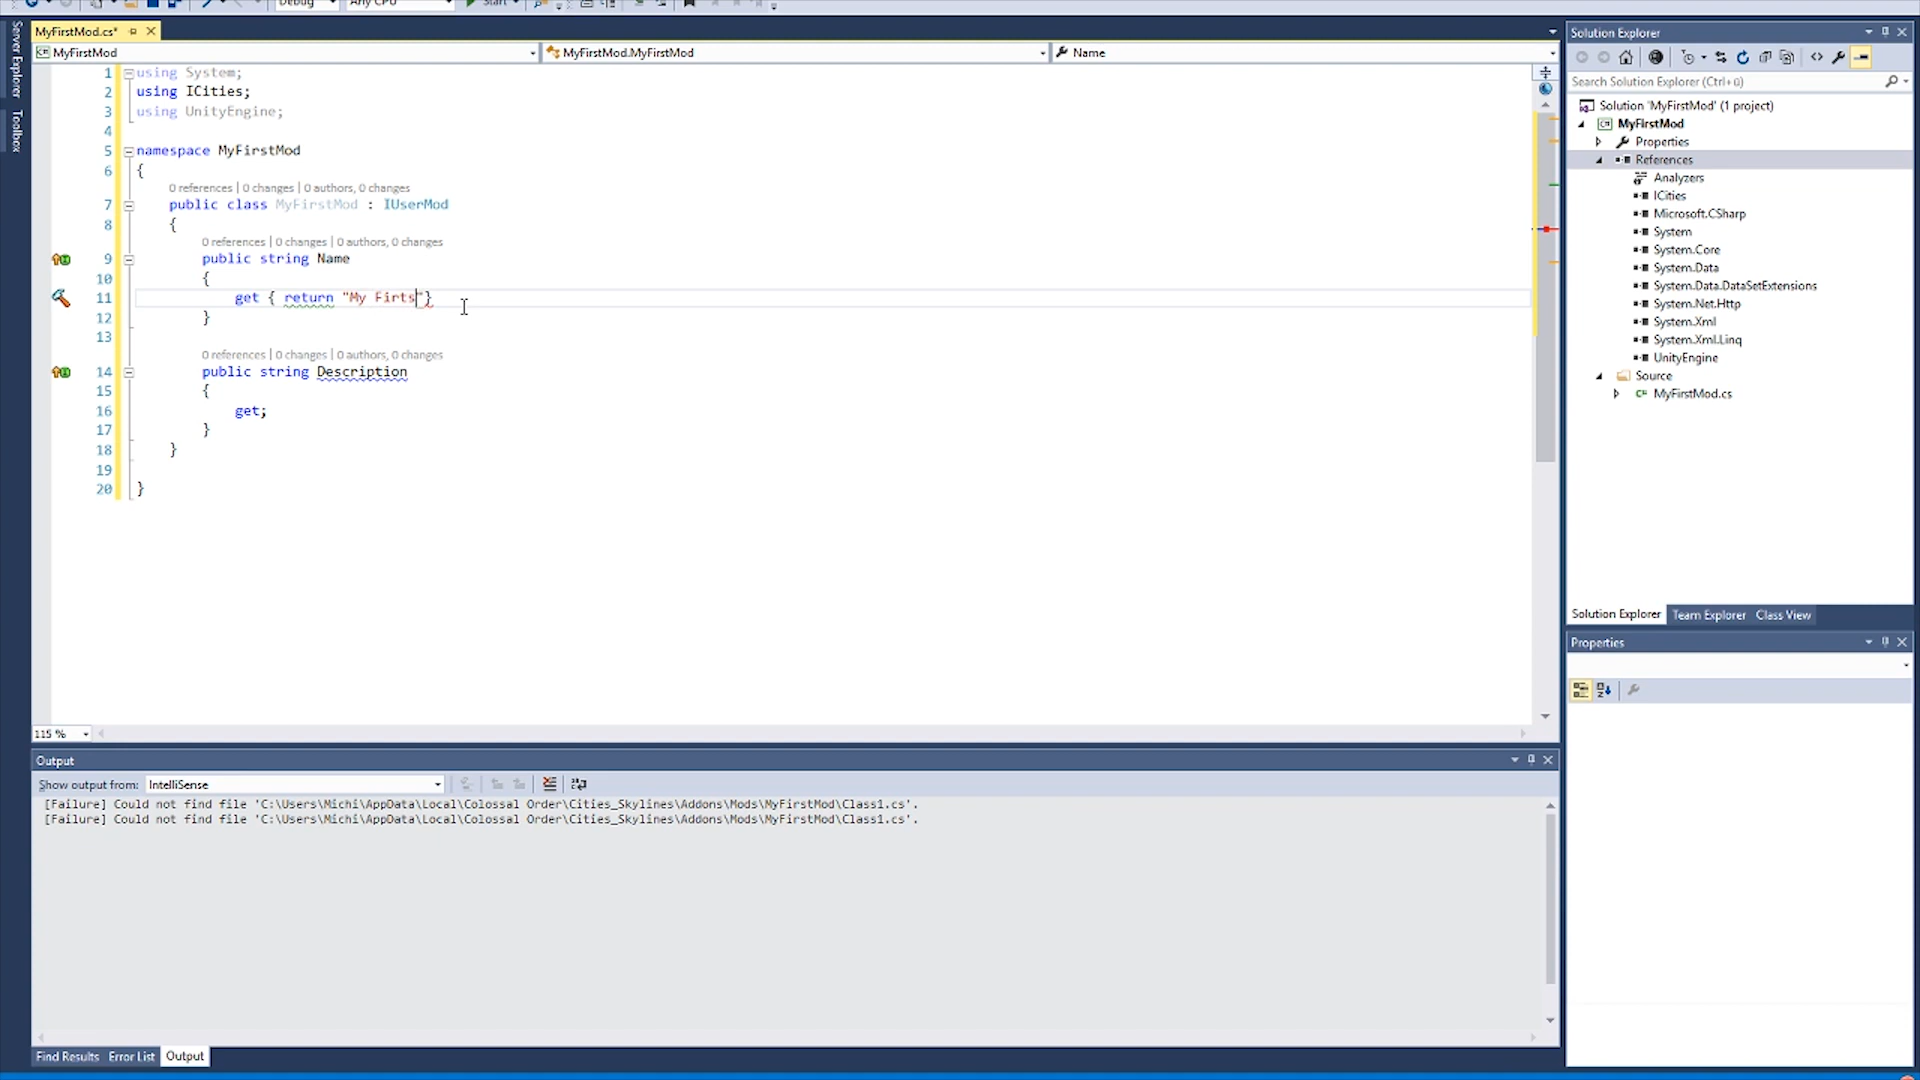 Debug
Any CPU
Start
MyFirstMod.cs*
MyFirstMod
MyFirstMod.MyFirstMod
Name
Server Explorer
Toolbox
1 using System;
2 using ICities;
3 using UnityEngine;
4
5 namespace MyFirstMod
6 {
0 references | 0 changes | 0 authors, 0 changes
7 public class MyFirstMod : IUserMod
8 {
0 references | 0 changes | 0 authors, 0 changes
9 public string Name
10 {
11 get { return "My Firts"}
12 }
13
0 references | 0 changes | 0 authors, 0 changes
14 public string Description
15 {
16 get;
17 }
18 }
19
20 }
115 %
Output
Show output from: IntelliSense
[Failure] Could not find file 'C:\Users\Michi\AppData\Local\Colossal Order\Cities_Skylines\Addons\Mods\MyFirstMod\Class1.cs'.
[Failure] Could not find file 'C:\Users\Michi\AppData\Local\Colossal Order\Cities_Skylines\Addons\Mods\MyFirstMod\Class1.cs'.
Find Results
Error List
Output
Solution Explorer
Search Solution Explorer (Ctrl+ü)
Solution 'MyFirstMod' (1 project)
MyFirstMod
Properties
References
Analyzers
ICities
Microsoft.CSharp
System
System.Core
System.Data
System.Data.DataSetExtensions
System.Net.Http
System.Xml
System.Xml.Linq
UnityEngine
Source
MyFirstMod.cs
Solution Explorer
Team Explorer
Class View
Properties